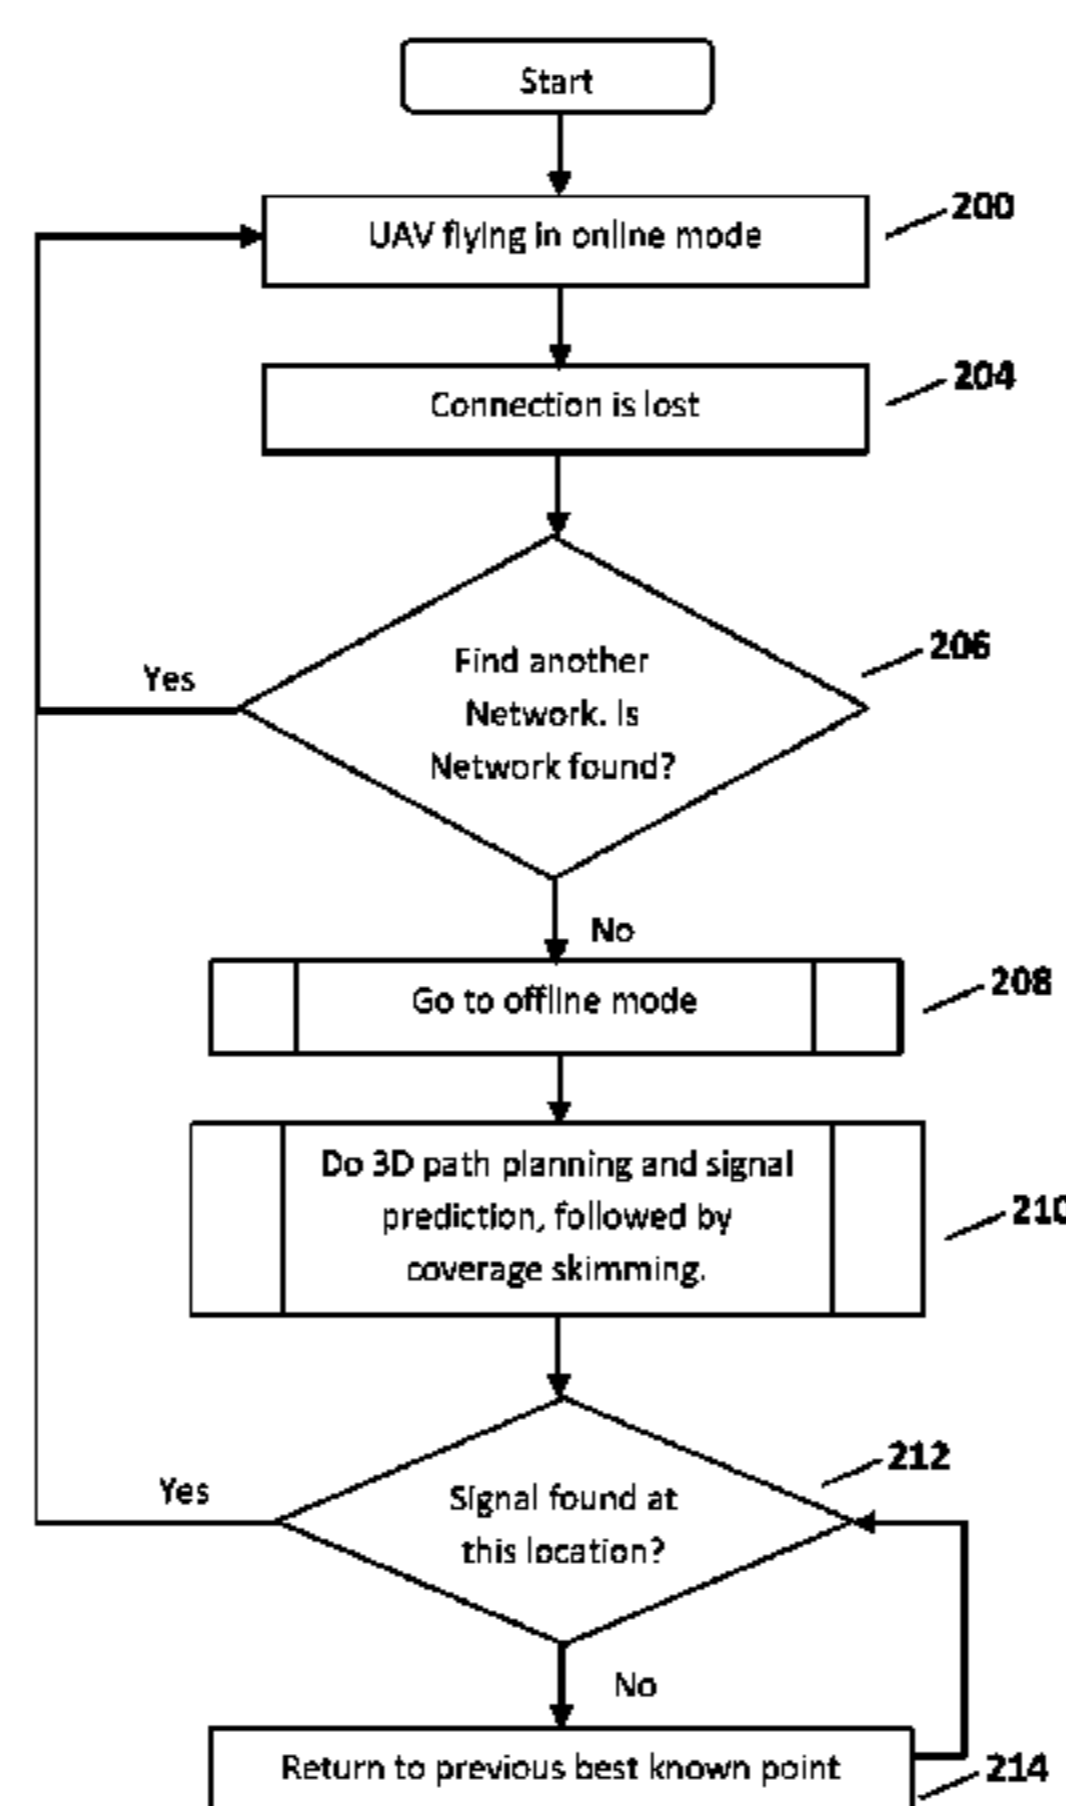 Start
UAV flying in online mode
200
Connection is lost
204
Find another
Network. Is
Network found?
206
Yes
No
Go to offline mode
208
Do 3D path planning and signal
prediction, followed by
coverage skimming.
210
Signal found at
this location?
212
Yes
No
Return to previous best known point
214